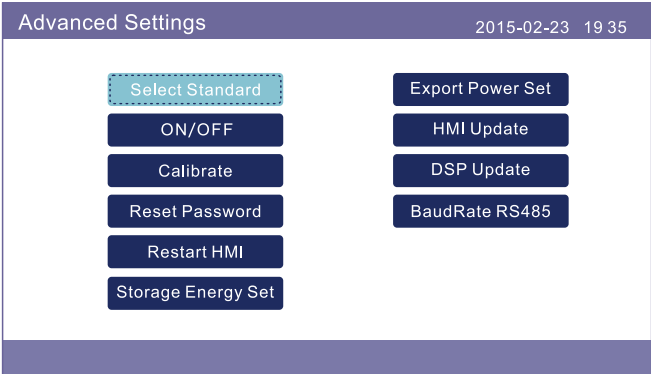 Advanced Settings
2015-02-23 19 35
Select Standard
ON/OFF
Calibrate
Reset Password
Restart HMI
Storage Energy Set
Export Power Set
HMI Update
DSP Update
BaudRate RS485